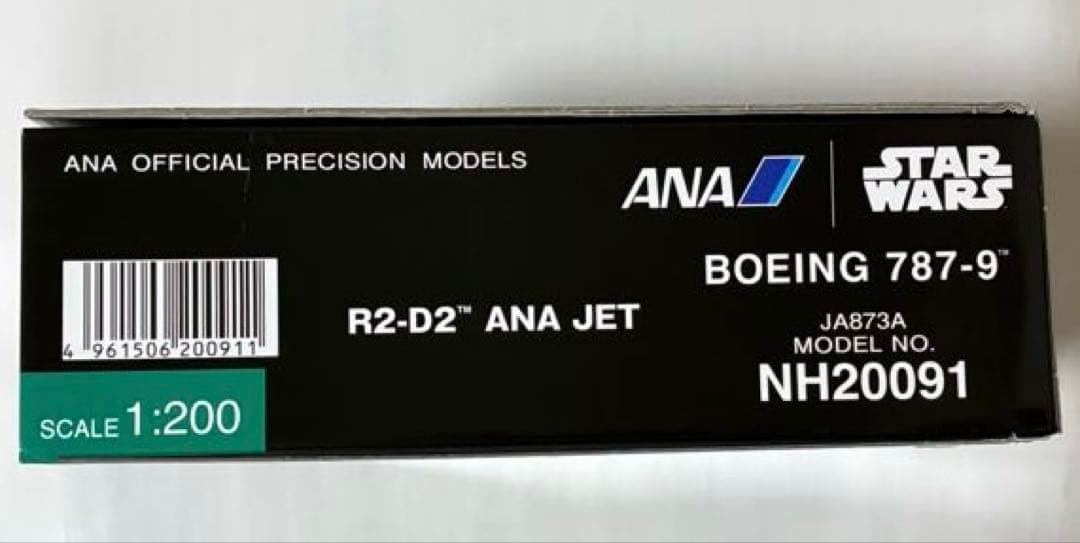 ANA OFFICIAL PRECISION MODELS
ANA
STAR
WARS
BOEING 787-9™
R2-D2™ ANA JET
JA873A
MODEL NO.
NH20091
4 961506 200911
SCALE 1:200